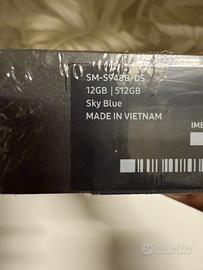 SM-S948B/DS
12GB | 512GB
Sky Blue
MADE IN VIETNAM
IME
subito